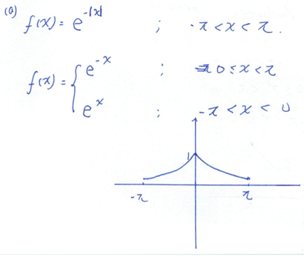 (a)
f(x) = e^{-|x|} ; -π < x < π.
f(x) = { e^{-x} ; 0 ≤ x < π
e^{x} ; -π < x < 0
1
-π π